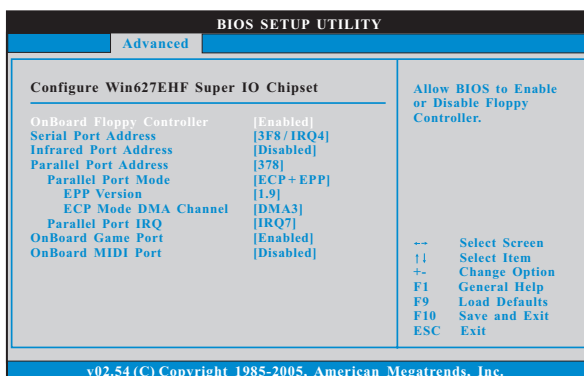 BIOS SETUP UTILITY
Advanced
Configure Win627EHF Super IO Chipset
OnBoard Floppy Controller [Enabled]
Serial Port Address [3F8 / IRQ4]
Infrared Port Address [Disabled]
Parallel Port Address [378]
Parallel Port Mode [ECP + EPP]
EPP Version [1.9]
ECP Mode DMA Channel [DMA3]
Parallel Port IRQ [IRQ7]
OnBoard Game Port [Enabled]
OnBoard MIDI Port [Disabled]
Allow BIOS to Enable
or Disable Floppy
Controller.
↔ Select Screen
↑↓ Select Item
+- Change Option
F1 General Help
F9 Load Defaults
F10 Save and Exit
ESC Exit
v02.54 (C) Copyright 1985-2005, American Megatrends, Inc.